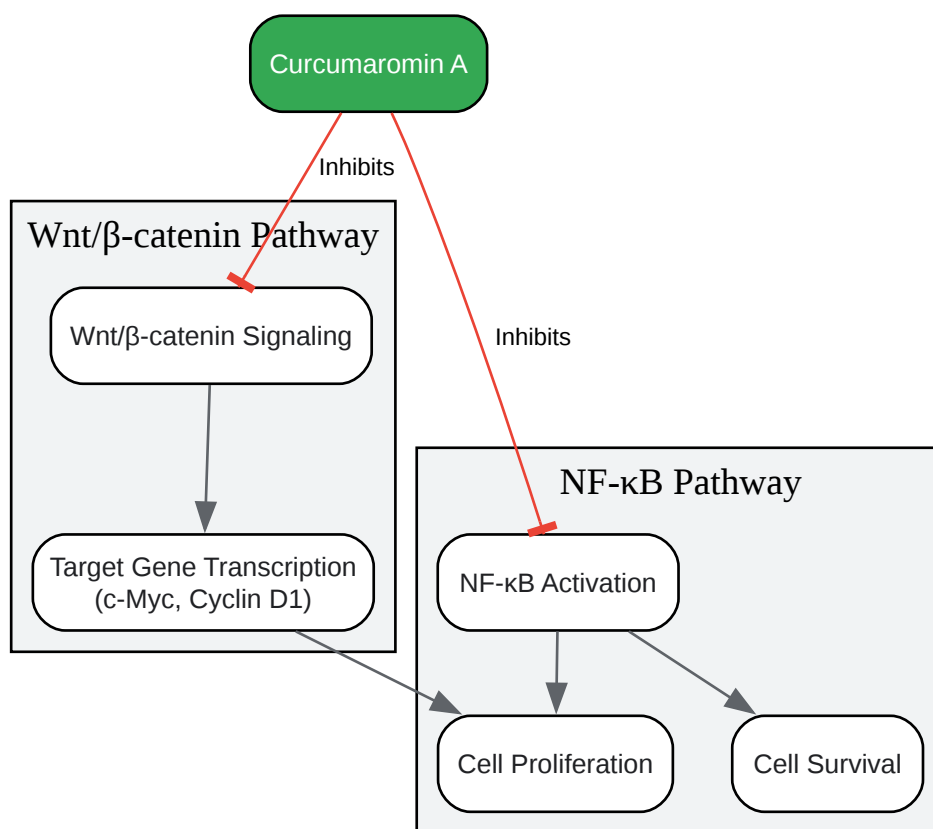 Curcumaromin A
Inhibits
Wnt/β-catenin Pathway
Wnt/β-catenin Signaling
Inhibits
NF-κB Pathway
Target Gene Transcription
(c-Myc, Cyclin D1)
NF-κB Activation
Cell Proliferation
Cell Survival